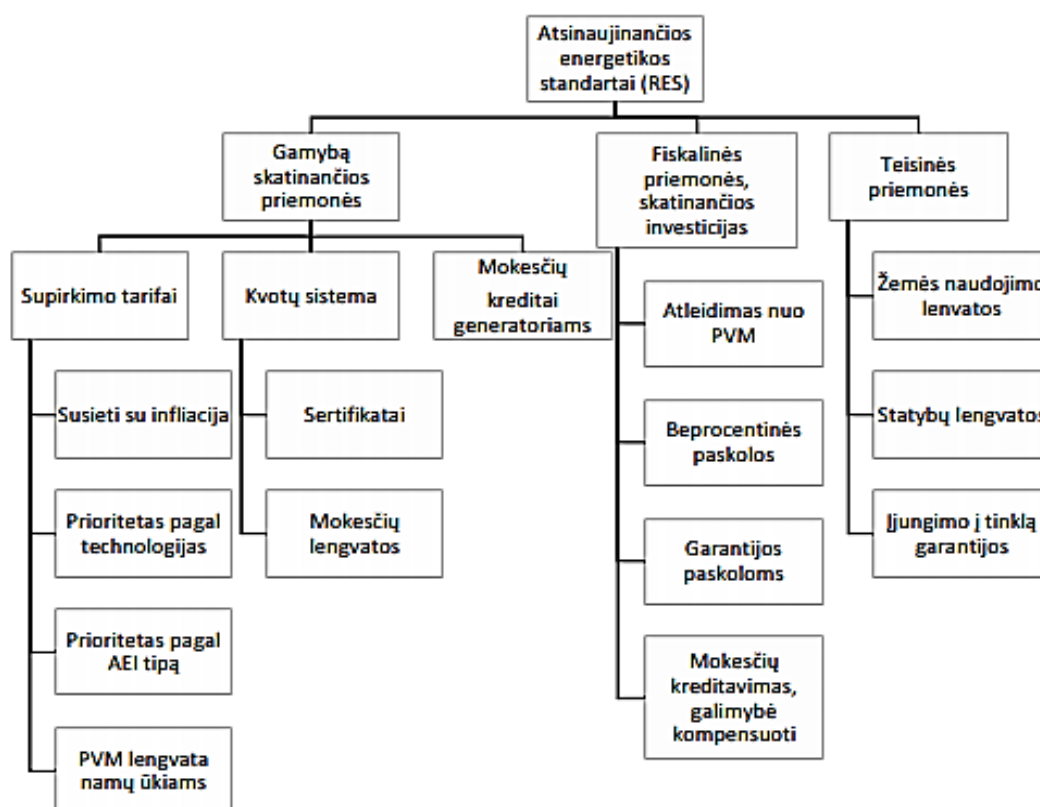 Atsinaujinančios
energetikos
standartai (RES)
Gamybą
skatinančios
priemonės
Fiskalinės
priemonės,
skatinančios
investicijas
Teisinės
priemonės
Supirkimo tarifai
Kvotų sistema
Mokesčių
kreditai
generatoriams
Susieti su infliacija
Prioritetas pagal
technologijas
Prioritetas pagal
AEI tipą
PVM lengvata
namų ūkiams
Sertifikatai
Mokesčių
lengvatos
Atleidimas nuo
PVM
Beprocentinės
paskolos
Garantijos
paskoloms
Mokesčių
kreditavimas,
galimybė
kompensuoti
Žemės naudojimo
lenvatos
Statybų lengvatos
Įjungimo į tinklą
garantijos